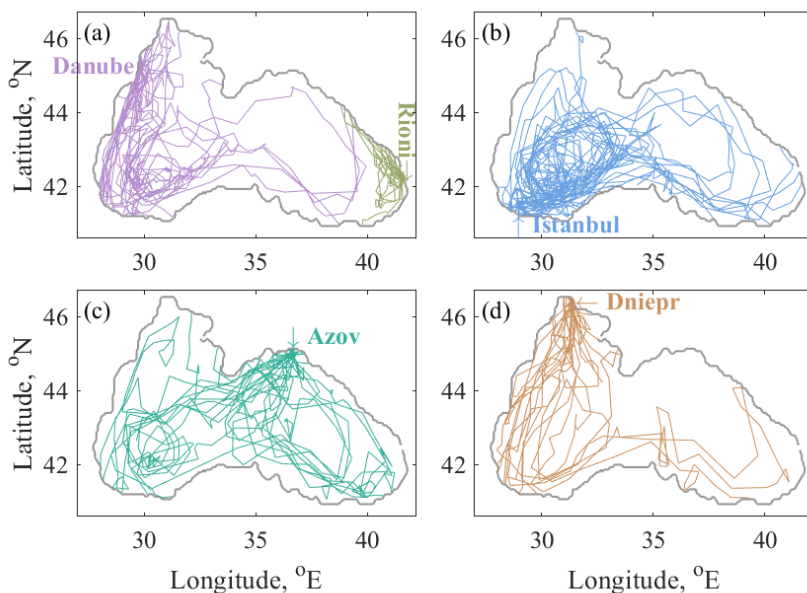 (a)
Danube
Rioni
46
44
42
Latitude, °N
30
35
40
(b)
Istanbul
46
44
42
30
35
40
(c)
Azov
46
44
42
Latitude, °N
30
35
40
Longitude, °E
(d)
Dniepr
46
44
42
30
35
40
Longitude, °E